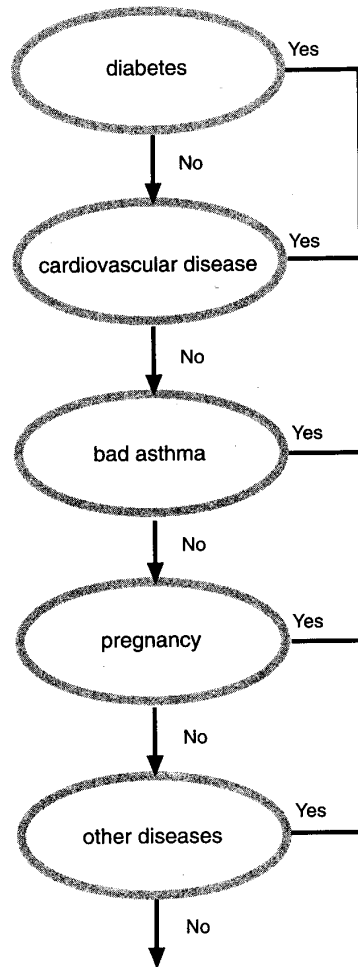 diabetes
Yes
No
cardiovascular disease
Yes
No
bad asthma
Yes
No
pregnancy
Yes
No
other diseases
Yes
No